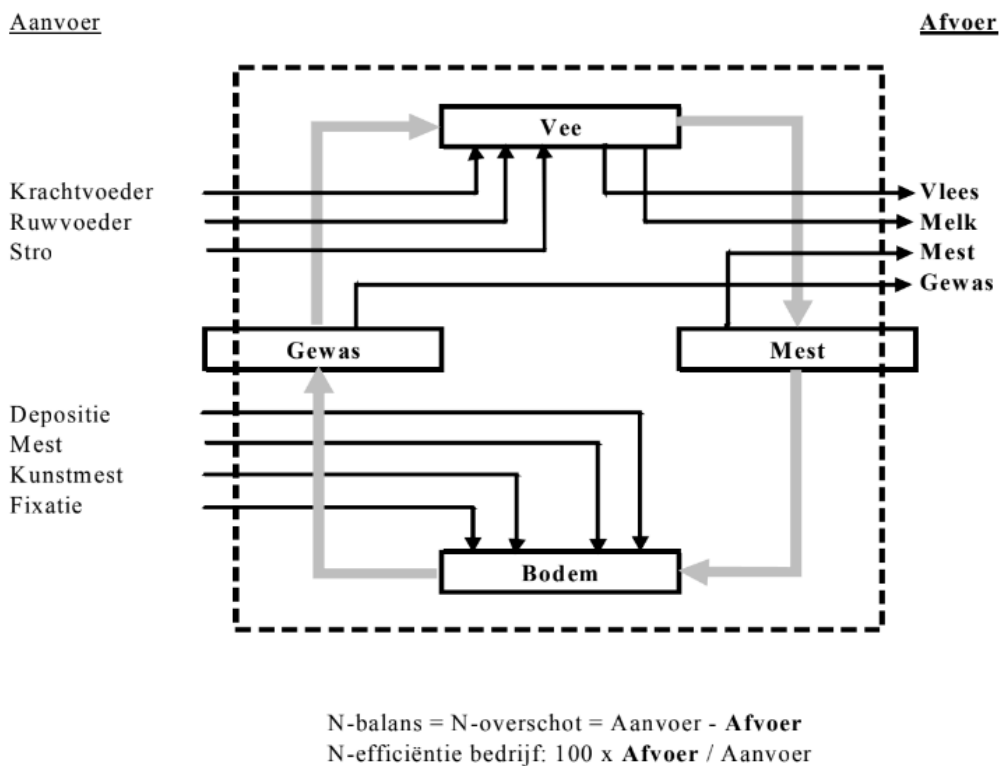 Aanvoer
Afvoer
Vee
Krachtvoeder
Vlees
Ruwvoeder
Melk
Stro
Mest
Gewas
Gewas
Mest
Depositie
Mest
Kunstmest
Fixatie
Bodem
N-balans = N-overschot = Aanvoer - Afvoer
N-efficiëntie bedrijf: 100 x Afvoer / Aanvoer